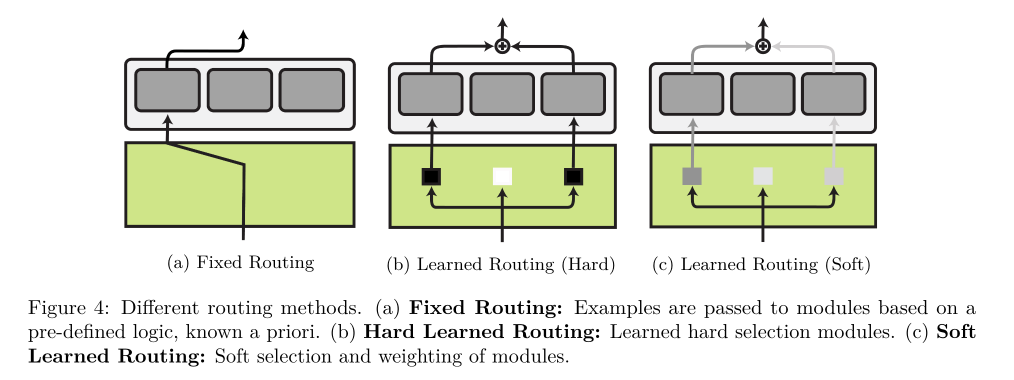 (a) Fixed Routing
(b) Learned Routing (Hard)
(c) Learned Routing (Soft)
Figure 4: Different routing methods. (a) Fixed Routing: Examples are passed to modules based on a
pre-defined logic, known a priori. (b) Hard Learned Routing: Learned hard selection modules. (c) Soft
Learned Routing: Soft selection and weighting of modules.